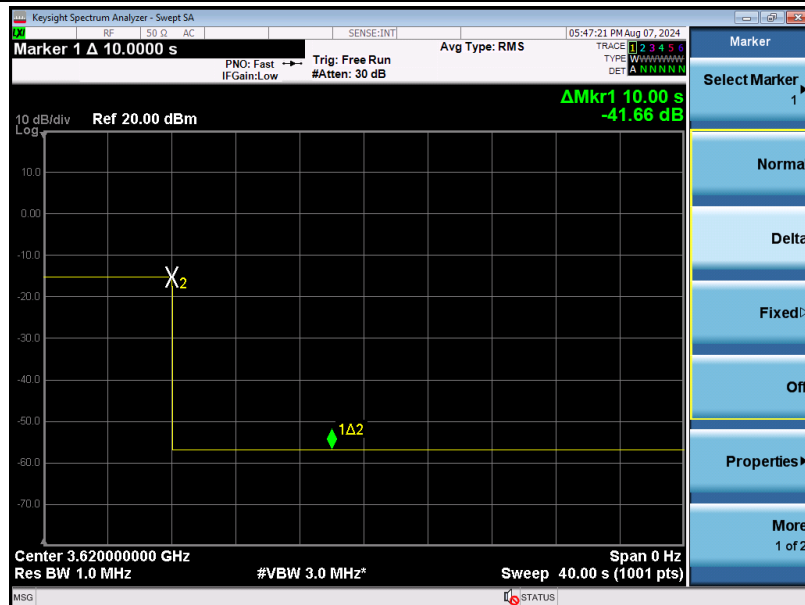 Keysight Spectrum Analyzer - Swept SA
LXI RF 50 Ω AC SENSE:INT 05:47:21 PM Aug 07, 2024
Marker 1 Δ 10.0000 s
PNO: Fast
IFGain:Low
Trig: Free Run
#Atten: 30 dB
Avg Type: RMS
TRACE 1 2 3 4 5 6
TYPE W W W W W W
DET A N N N N N
ΔMkr1 10.00 s
-41.66 dB
10 dB/div Ref 20.00 dBm
Log
10.0
0.00
-10.0
-20.0
-30.0
-40.0
-50.0
-60.0
-70.0
2
1Δ2
Center 3.620000000 GHz Span 0 Hz
Res BW 1.0 MHz #VBW 3.0 MHz* Sweep 40.00 s (1001 pts)
MSG STATUS
Marker
Select Marker
1
Norma
Delta
Fixed
Off
Properties
More
1 of 2